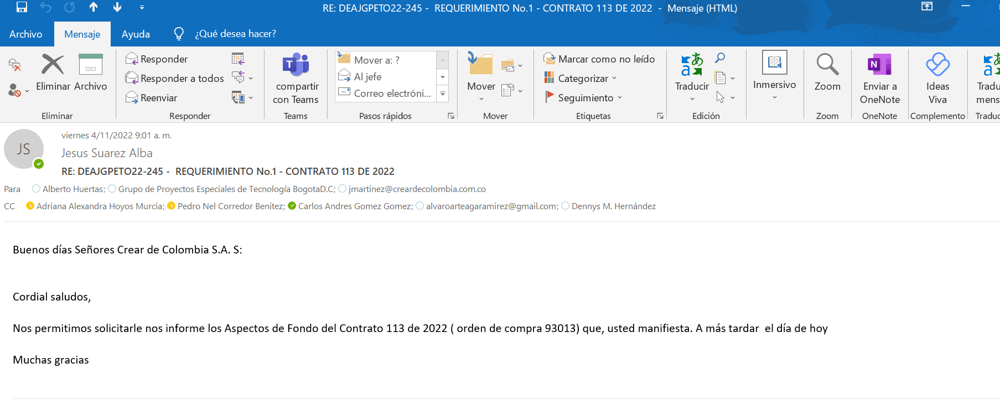 RE: DEAJGPETO22-245 - REQUERIMIENTO No.1 - CONTRATO 113 DE 2022 - Mensaje (HTML)
Archivo Mensaje Ayuda ¿Qué desea hacer?
Eliminar Archivo
Eliminar
Responder
Responder a todos
Reenviar
Responder
compartir
con Teams
Teams
Mover a: ?
Al jefe
Correo electróni...
Pasos rápidos
Mover
Mover
Marcar como no leído
Categorizar
Seguimiento
Etiquetas
Traducir
Edición
Inmersivo
Zoom
Zoom
Enviar a
OneNote
OneNote
Ideas
Viva
Complemento
Tradu
mens
Traduc
JS
viernes 4/11/2022 9:01 a. m.
Jesus Suarez Alba
RE: DEAJGPETO22-245 - REQUERIMIENTO No.1 - CONTRATO 113 DE 2022
Para Alberto Huertas; Grupo de Proyectos Especiales de Tecnología BogotaD.C; jmartinez@creardecolombia.com.co
CC Adriana Alexandra Hoyos Murcia; Pedro Nel Corredor Benitez; Carlos Andres Gomez Gomez; alvaroarteagaramirez@gmail.com; Dennys M. Hernández
Buenos días Señores Crear de Colombia S.A. S:
Cordial saludos,
Nos permitimos solicitarle nos informe los Aspectos de Fondo del Contrato 113 de 2022 ( orden de compra 93013) que, usted manifiesta. A más tardar el día de hoy
Muchas gracias